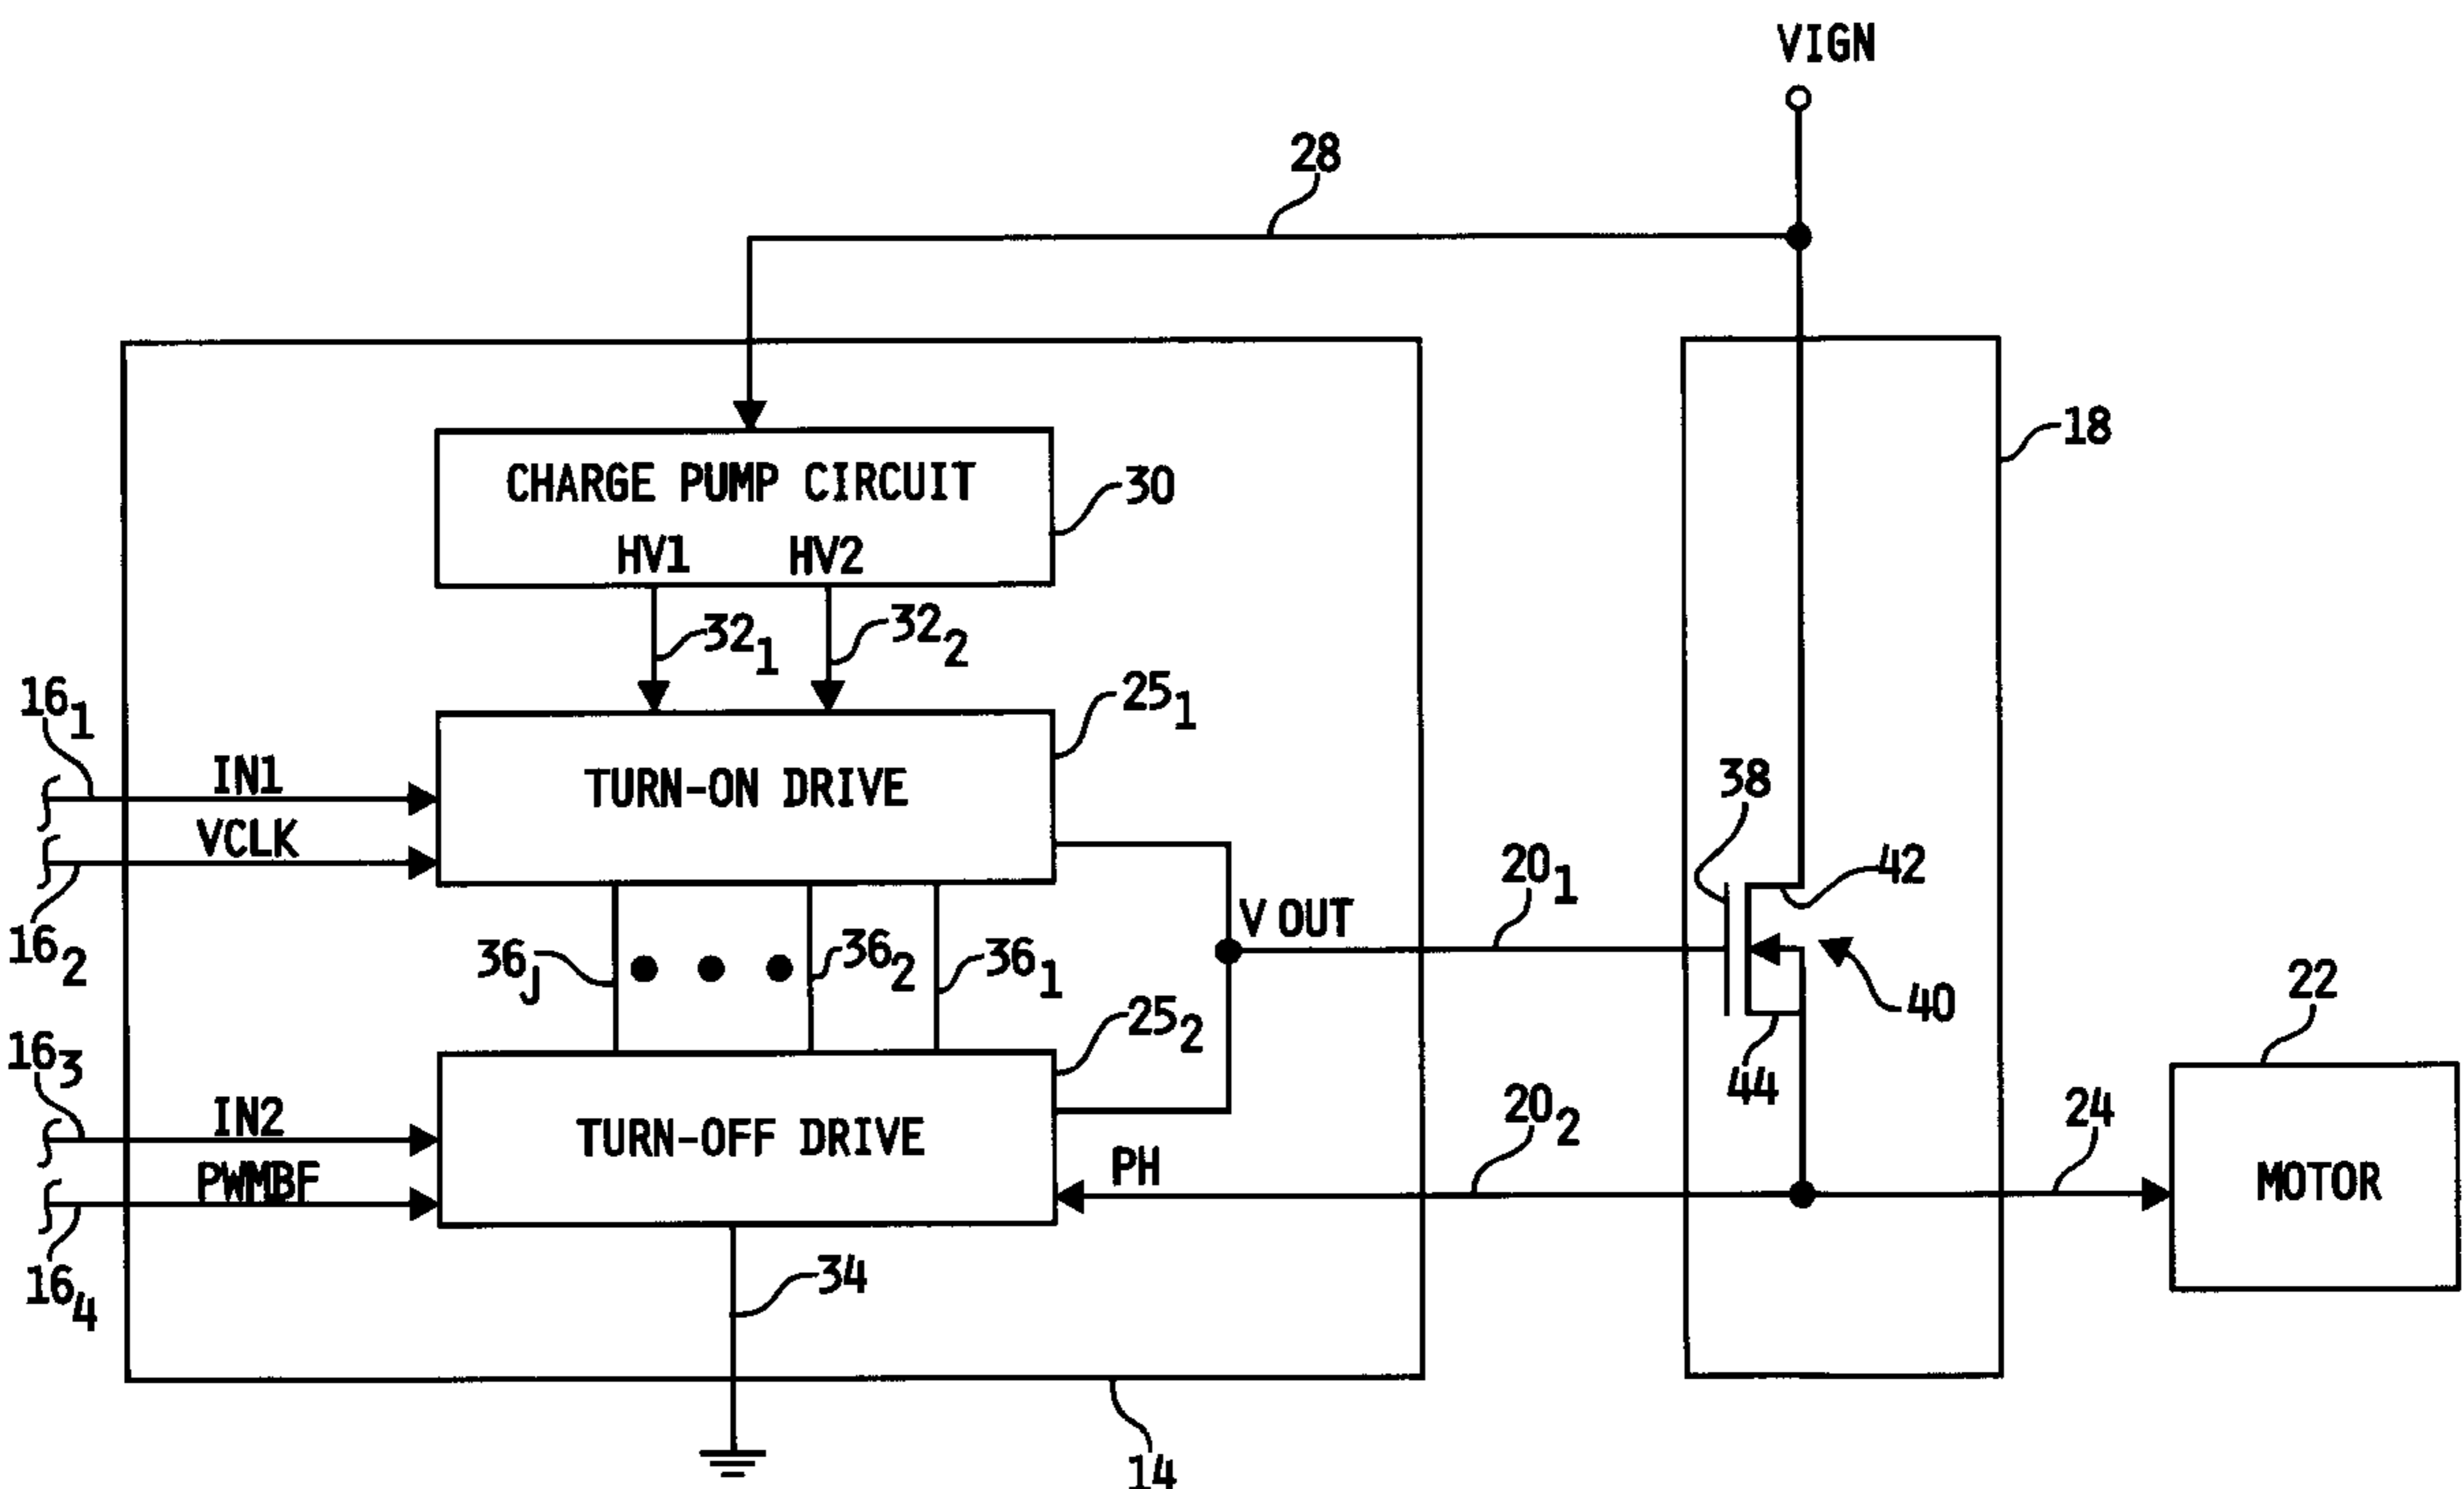 VIGN
28
18
CHARGE PUMP CIRCUIT
30
HV1 HV2
32₁
32₂
16₁
25₁
IN1
TURN-ON DRIVE
VCLK
38
42
20₁
V OUT
16₂
36J
36₂
36₁
40
22
25₂
16₃
44
IN2
TURN-OFF DRIVE
20₂
24
PH
PWMBF
MOTOR
34
16₄
14